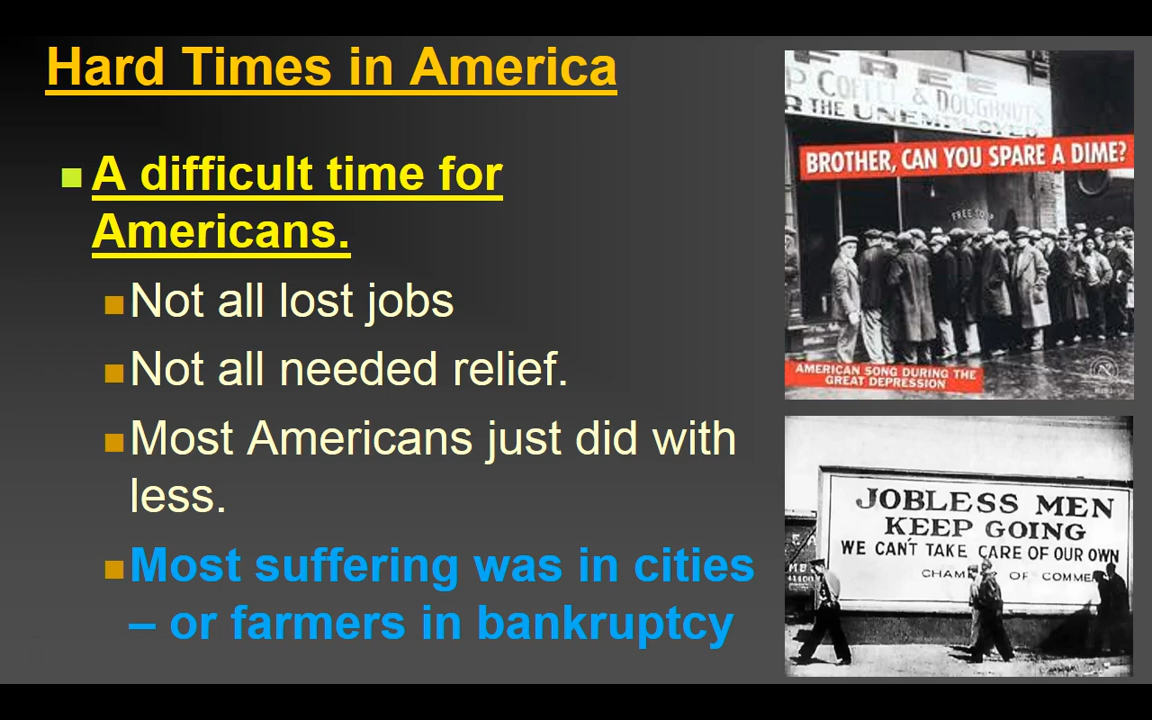 Hard Times in America
A difficult time for
Americans.
Not all lost jobs
Not all needed relief.
Most Americans just did with
less.
Most suffering was in cities
– or farmers in bankruptcy
FREE
P COFFEE & DOUGHNUTS
R THE UNEMPLOYED
BROTHER, CAN YOU SPARE A DIME?
FREE SOUP
AMERICAN SONG DURING THE
GREAT DEPRESSION
JOBLESS MEN
KEEP GOING
WE CAN'T TAKE CARE OF OUR OWN
OF